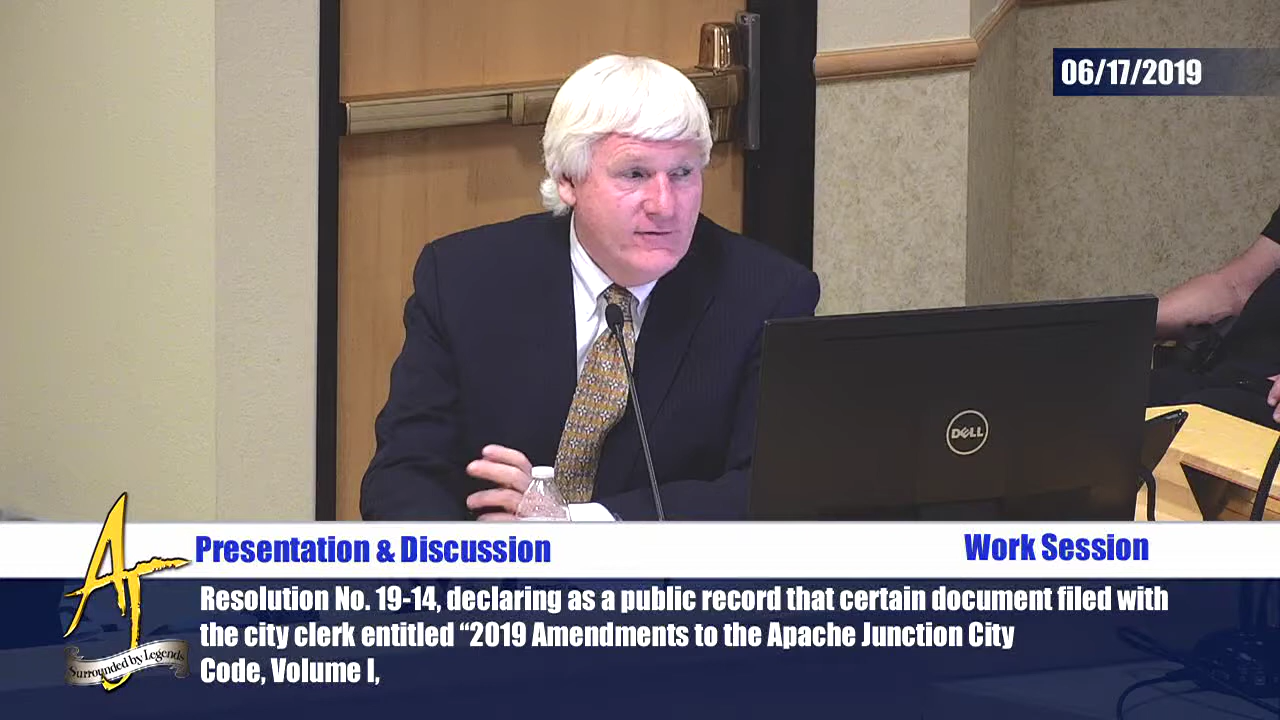 06/17/2019
DELL
Presentation & Discussion
Work Session
AJ
Surrounded by Legends
Resolution No. 19-14, declaring as a public record that certain document filed with
the city clerk entitled “2019 Amendments to the Apache Junction City
Code, Volume I,